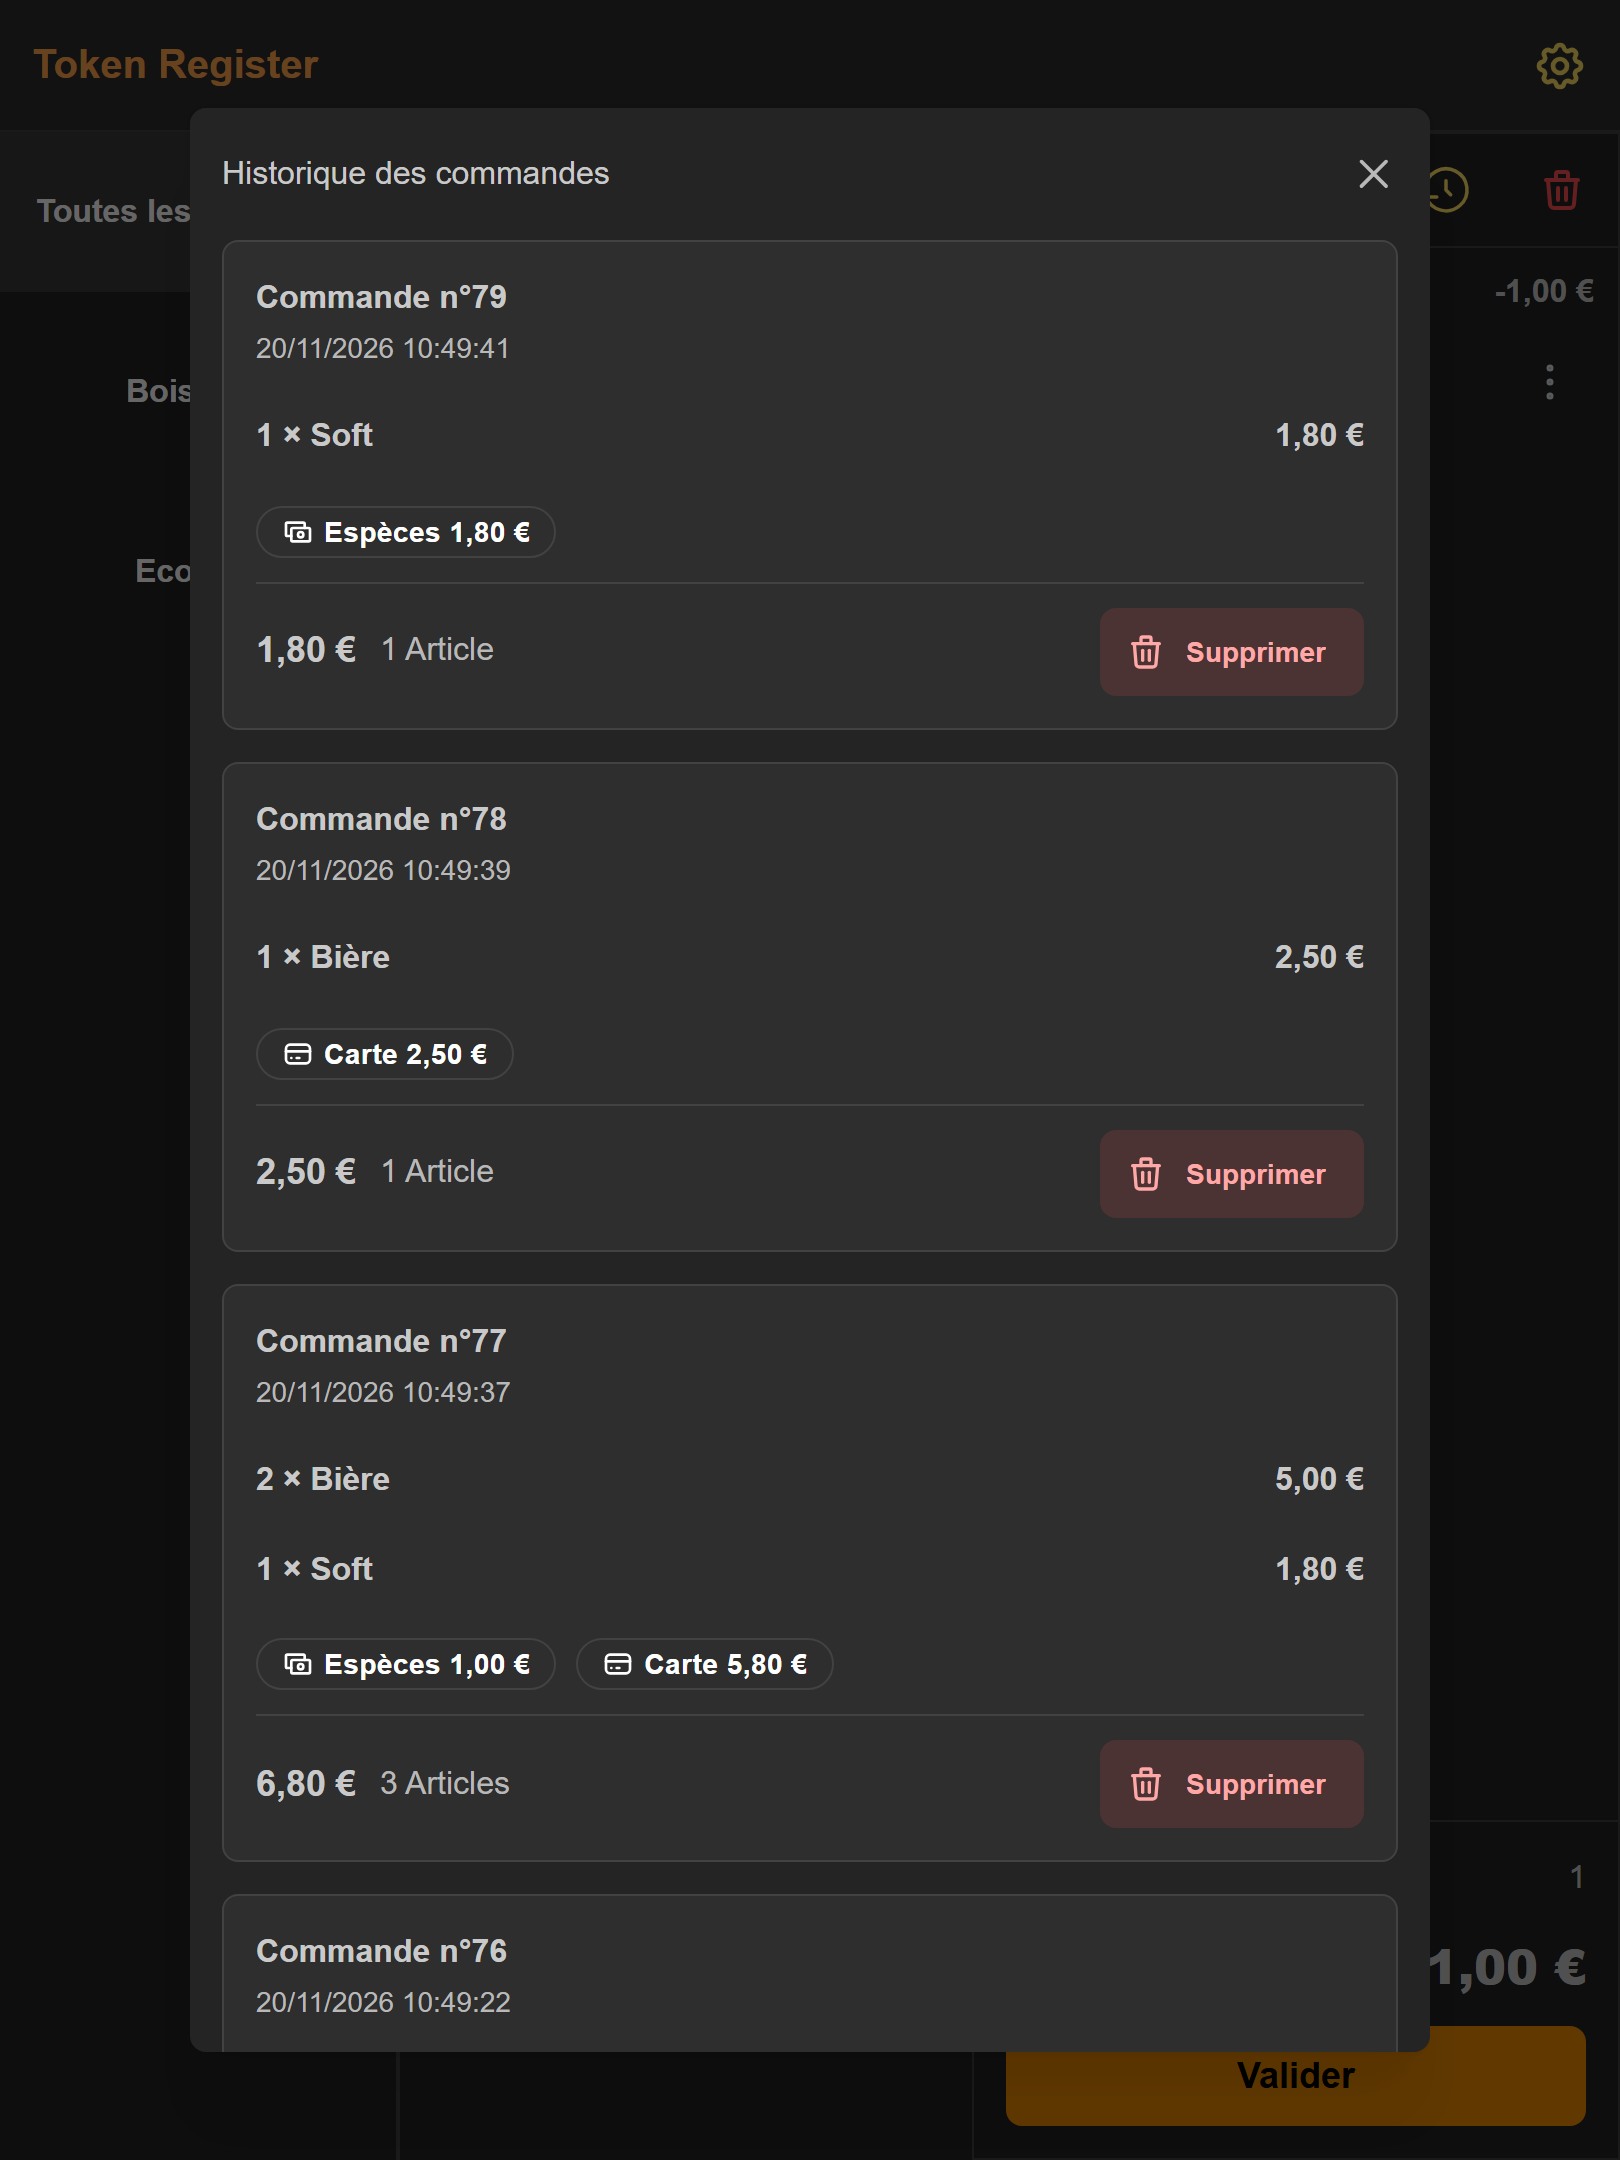 Token Register
Historique des commandes
Toutes les
-1,00 €
Commande n°79
20/11/2026 10:49:41
Bois
1 × Soft 1,80 €
Espèces 1,80 €
Eco
1,80 € 1 Article Supprimer
Commande n°78
20/11/2026 10:49:39
1 × Bière 2,50 €
Carte 2,50 €
2,50 € 1 Article Supprimer
Commande n°77
20/11/2026 10:49:37
2 × Bière 5,00 €
1 × Soft 1,80 €
Espèces 1,00 € Carte 5,80 €
6,80 € 3 Articles Supprimer
1
Commande n°76
1,00 €
20/11/2026 10:49:22
Valider